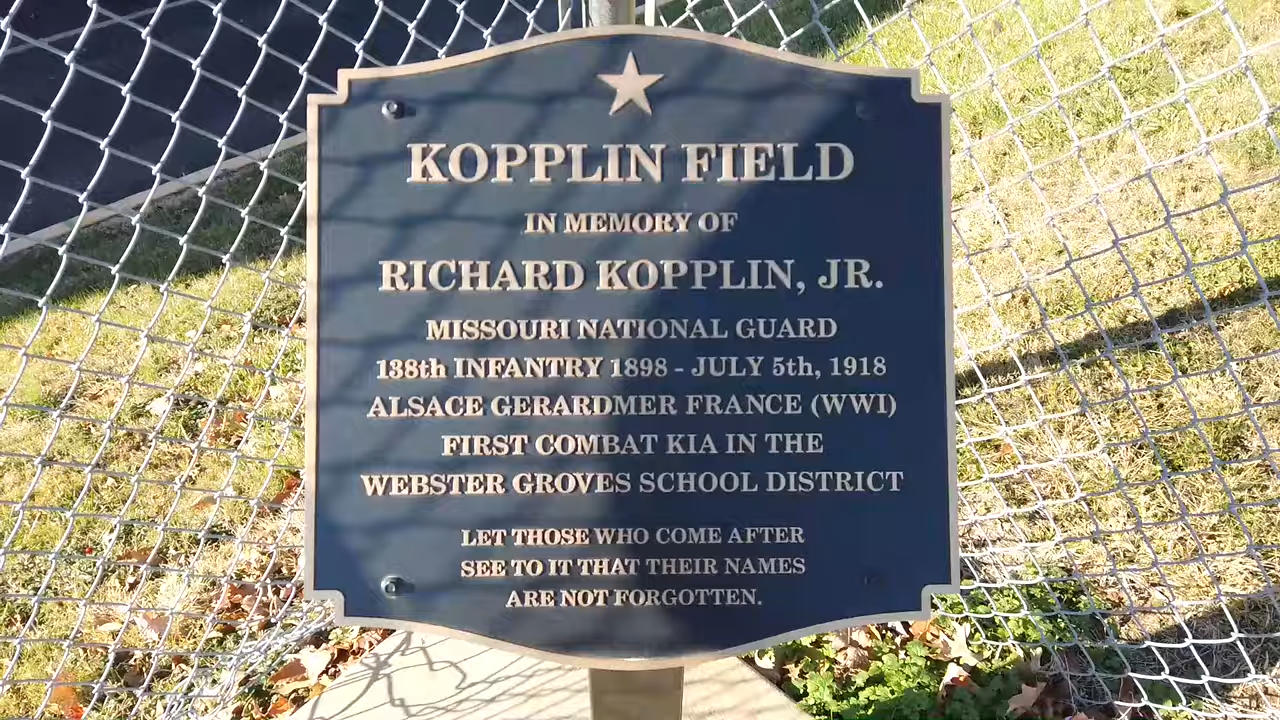 KOPPLIN FIELD
IN MEMORY OF
RICHARD KOPPLIN, JR.
MISSOURI NATIONAL GUARD
138th INFANTRY 1898 - JULY 5th, 1918
ALSACE GERARDMER FRANCE (WWI)
FIRST COMBAT KIA IN THE
WEBSTER GROVES SCHOOL DISTRICT
LET THOSE WHO COME AFTER
SEE TO IT THAT THEIR NAMES
ARE NOT FORGOTTEN.